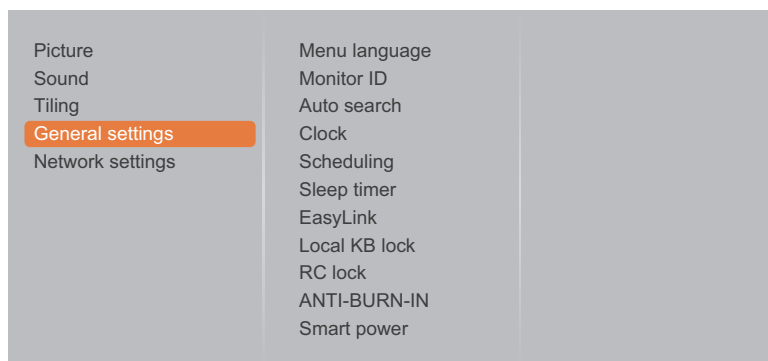 Picture
Sound
Tiling
General settings
Network settings
Menu language
Monitor ID
Auto search
Clock
Scheduling
Sleep timer
EasyLink
Local KB lock
RC lock
ANTI-BURN-IN
Smart power